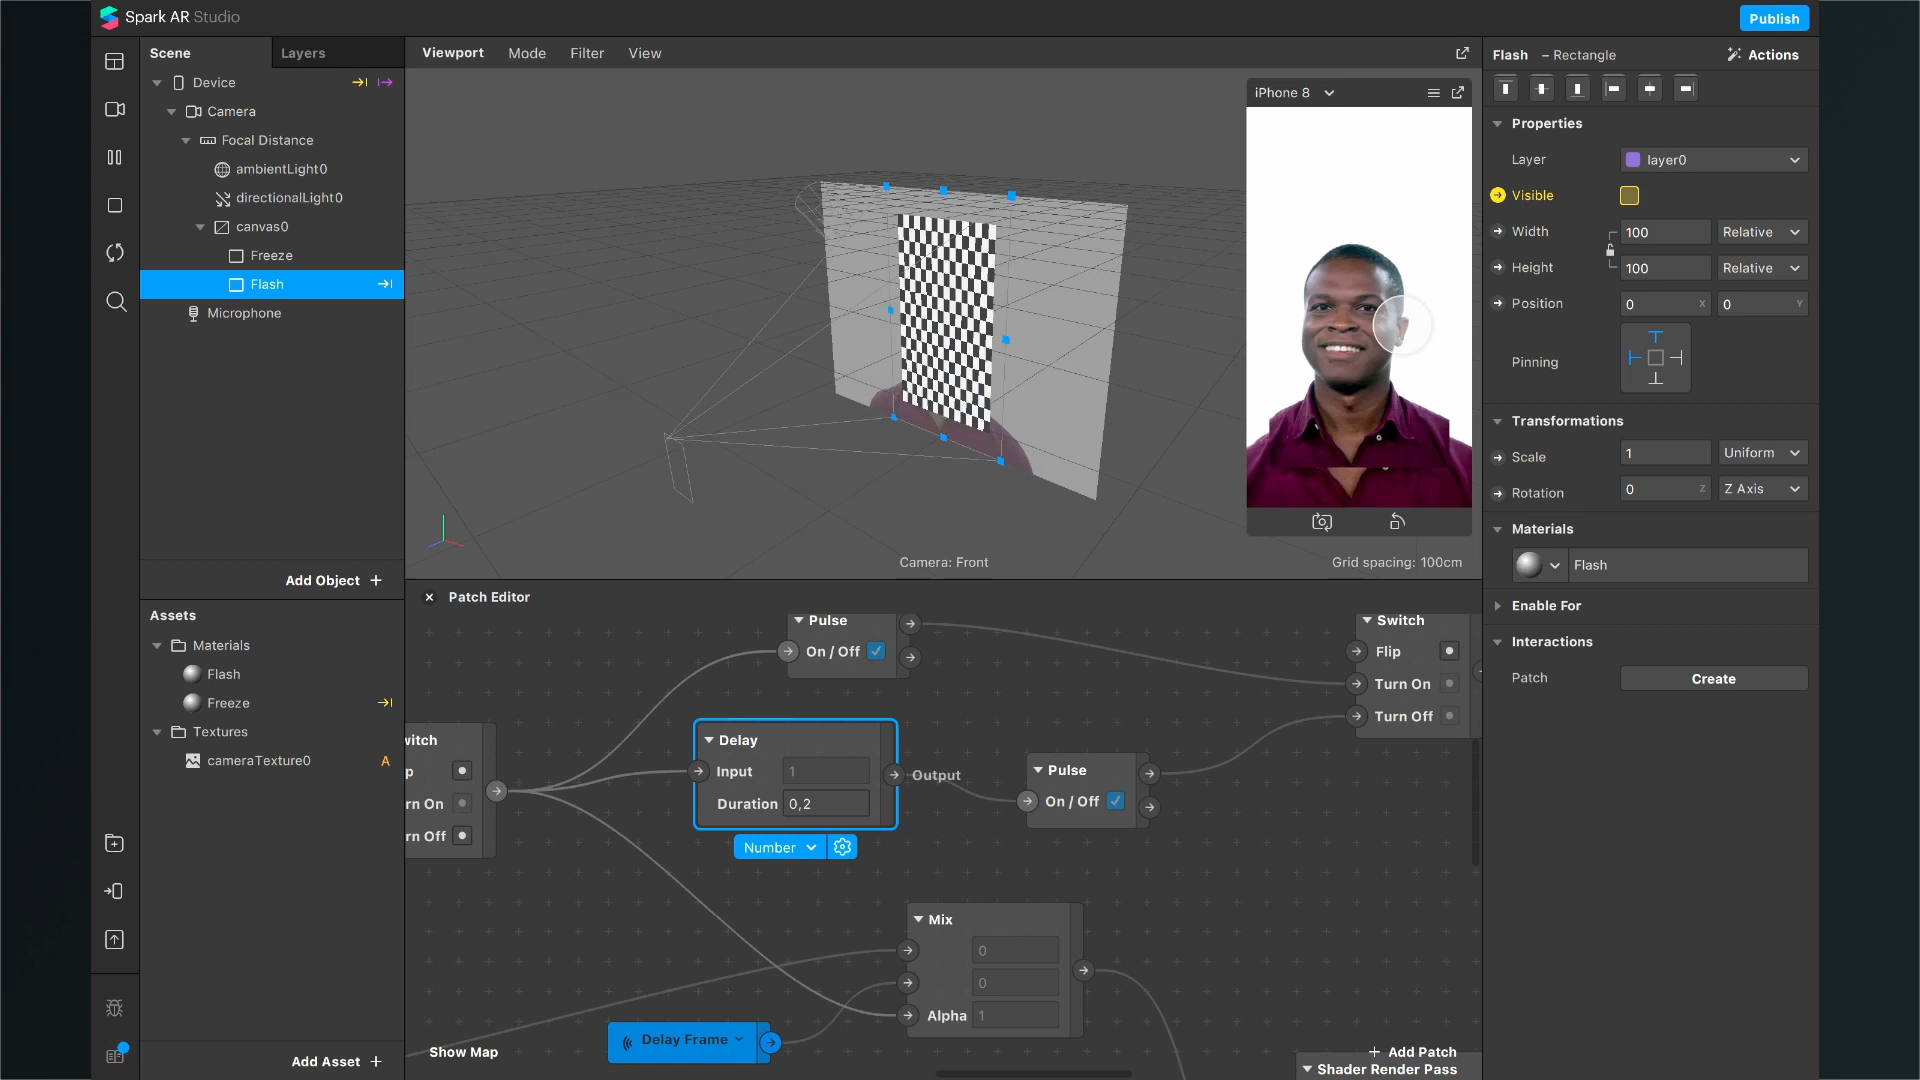 Spark AR Studio
Publish
Scene
Layers
Device
Camera
Focal Distance
ambientLight0
directionalLight0
canvas0
Freeze
Flash
Microphone
Add Object +
Assets
Materials
Flash
Freeze
Textures
cameraTexture0 A
Add Asset +
Viewport Mode Filter View
iPhone 8
Camera: Front
Grid spacing: 100cm
Patch Editor
Pulse
On / Off
Switch
Flip
Turn On
Turn Off
witch
p
rn On
rn Off
Delay
Input 1
Duration 0,2
Output
Number
Pulse
On / Off
Mix
0
0
Alpha 1
Delay Frame
Show Map
+ Add Patch
Shader Render Pass
Flash – Rectangle
Actions
Properties
Layer layer0
Visible
Width 100 Relative
Height 100 Relative
Position 0 X 0 Y
Pinning
Transformations
Scale 1 Uniform
Rotation 0 Z Z Axis
Materials
Flash
Enable For
Interactions
Patch Create